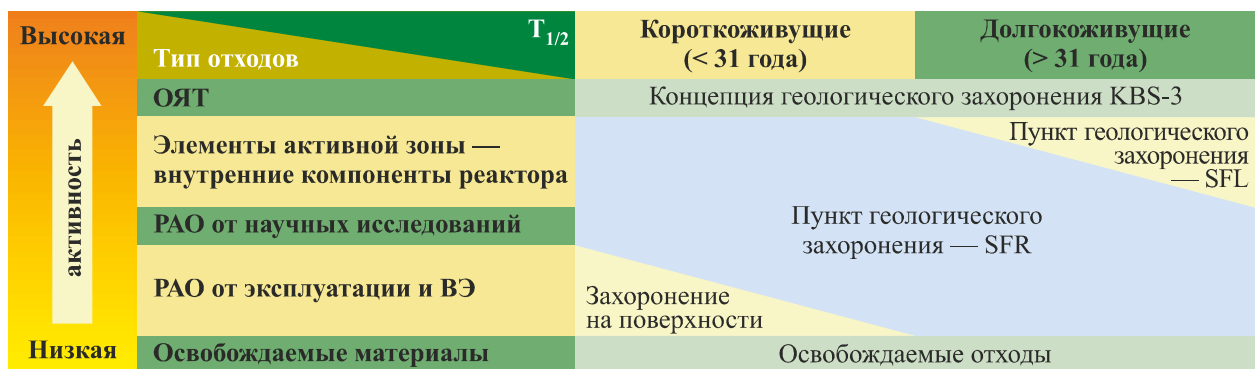 Высокая
активность
Низкая
T1/2
Тип отходов
Короткоживущие
(< 31 года)
Долгокоживущие
(> 31 года)
ОЯТ
Концепция геологического захоронения KBS-3
Элементы активной зоны —
внутренние компоненты реактора
Пункт геологического
захоронения
— SFL
РАО от научных исследований
Пункт геологического
захоронения — SFR
РАО от эксплуатации и ВЭ
Захоронение
на поверхности
Освобождаемые материалы
Освобождаемые отходы